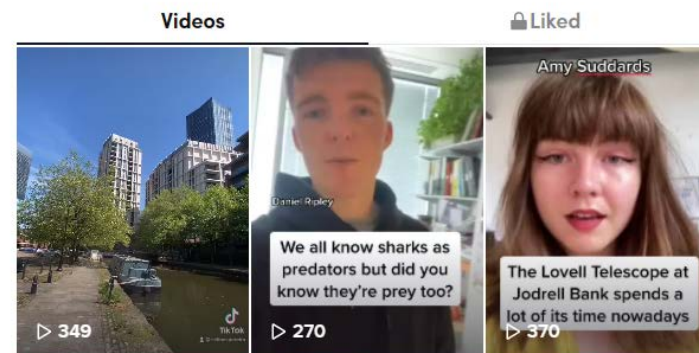 Videos
Liked
Amy Suddards
Daniel Ripley
We all know sharks as
predators but did you
know they're prey too?
The Lovell Telescope at
Jodrell Bank spends a
lot of its time nowadays
349
TikTok
270
370